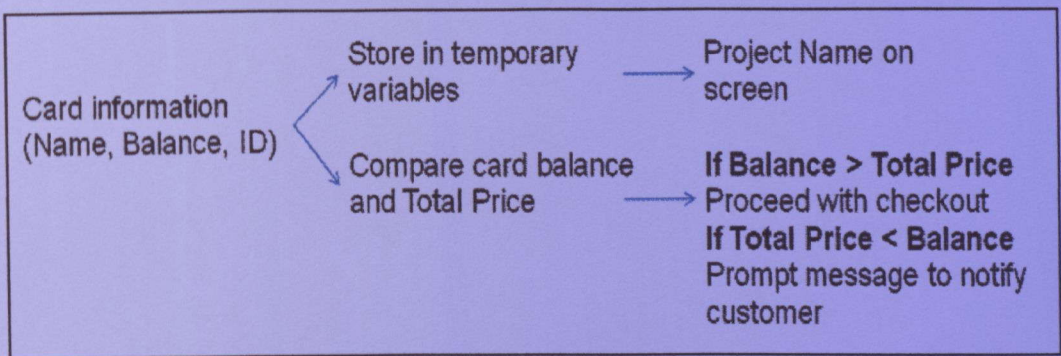 Card information
(Name, Balance, ID)
Store in temporary
variables
Project Name on
screen
Compare card balance
and Total Price
If Balance > Total Price
Proceed with checkout
If Total Price < Balance
Prompt message to notify
customer